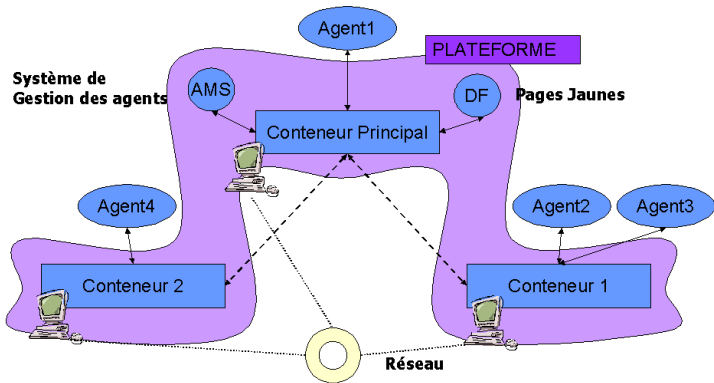 Agent1
PLATEFORME
Système de
Gestion des agents
AMS
DF
Pages Jaunes
Conteneur Principal
Agent4
Agent2
Agent3
Conteneur 2
Conteneur 1
Réseau